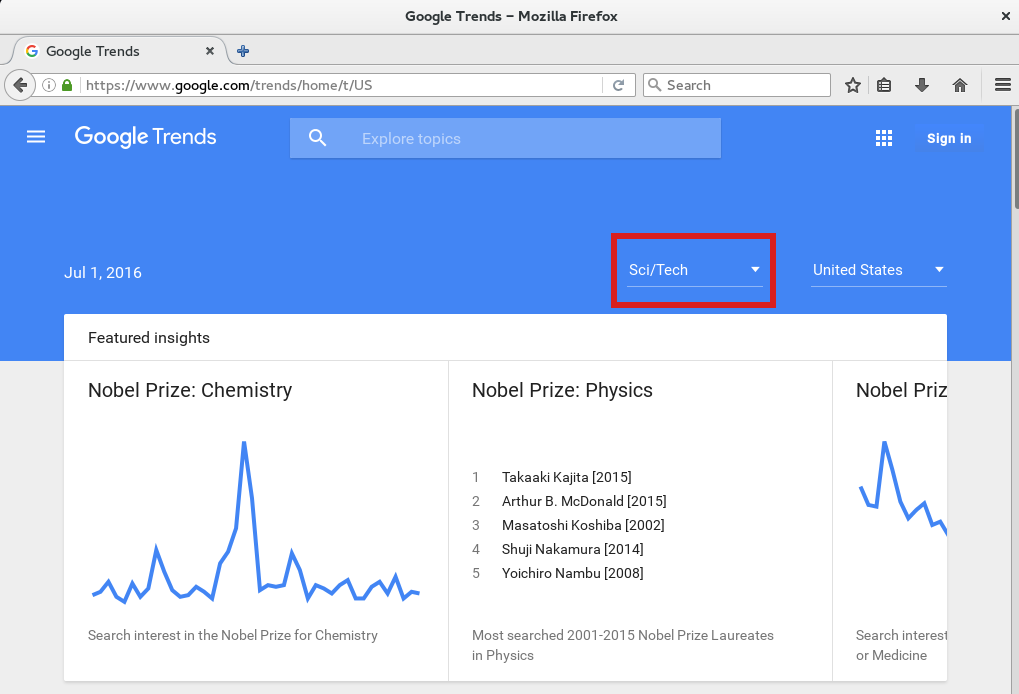 Google Trends – Mozilla Firefox
Google Trends
https://www.google.com/trends/home/t/US
Search
Google Trends
Explore topics
Sign in
Jul 1, 2016
Sci/Tech
United States
Featured insights
Nobel Prize: Chemistry
Search interest in the Nobel Prize for Chemistry
Nobel Prize: Physics
1 Takaaki Kajita [2015]
2 Arthur B. McDonald [2015]
3 Masatoshi Koshiba [2002]
4 Shuji Nakamura [2014]
5 Yoichiro Nambu [2008]
Most searched 2001-2015 Nobel Prize Laureates
in Physics
Nobel Priz
Search interest
or Medicine